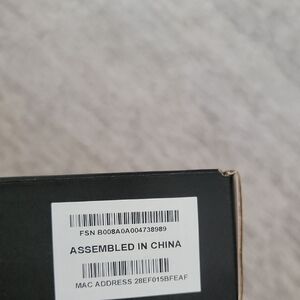 FSN B008A0A004738989
ASSEMBLED IN CHINA
MAC ADDRESS 28EF015BFEAF